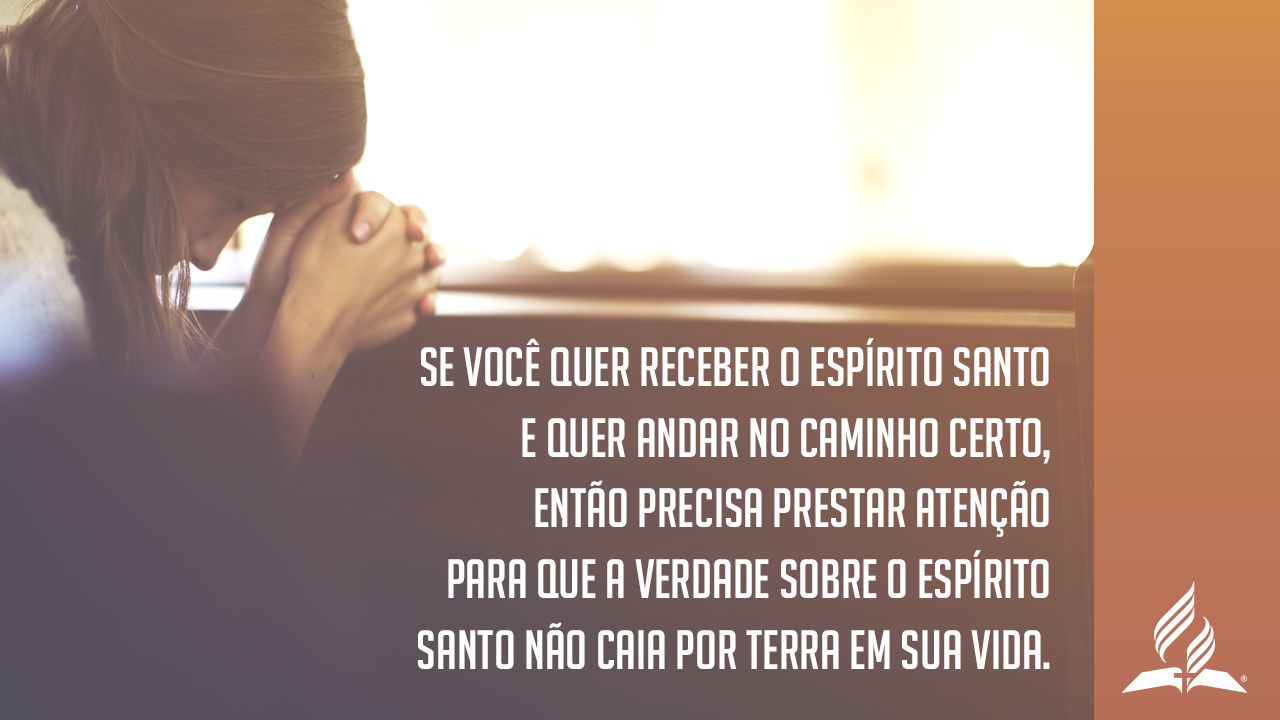 SE VOCÊ QUER RECEBER O ESPÍRITO SANTO
E QUER ANDAR NO CAMINHO CERTO,
ENTÃO PRECISA PRESTAR ATENÇÃO
PARA QUE A VERDADE SOBRE O ESPÍRITO
SANTO NÃO CAIA POR TERRA EM SUA VIDA.
®